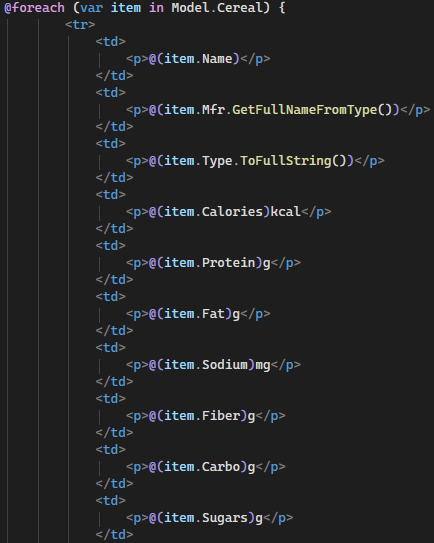 @foreach (var item in Model.Cereal) {
<tr>
<td>
<p>@(item.Name)</p>
</td>
<td>
<p>@(item.Mfr.GetFullNameFromType())</p>
</td>
<td>
<p>@(item.Type.ToFullString())</p>
</td>
<td>
<p>@(item.Calories)kcal</p>
</td>
<td>
<p>@(item.Protein)g</p>
</td>
<td>
<p>@(item.Fat)g</p>
</td>
<td>
<p>@(item.Sodium)mg</p>
</td>
<td>
<p>@(item.Fiber)g</p>
</td>
<td>
<p>@(item.Carbo)g</p>
</td>
<td>
<p>@(item.Sugars)g</p>
</td>